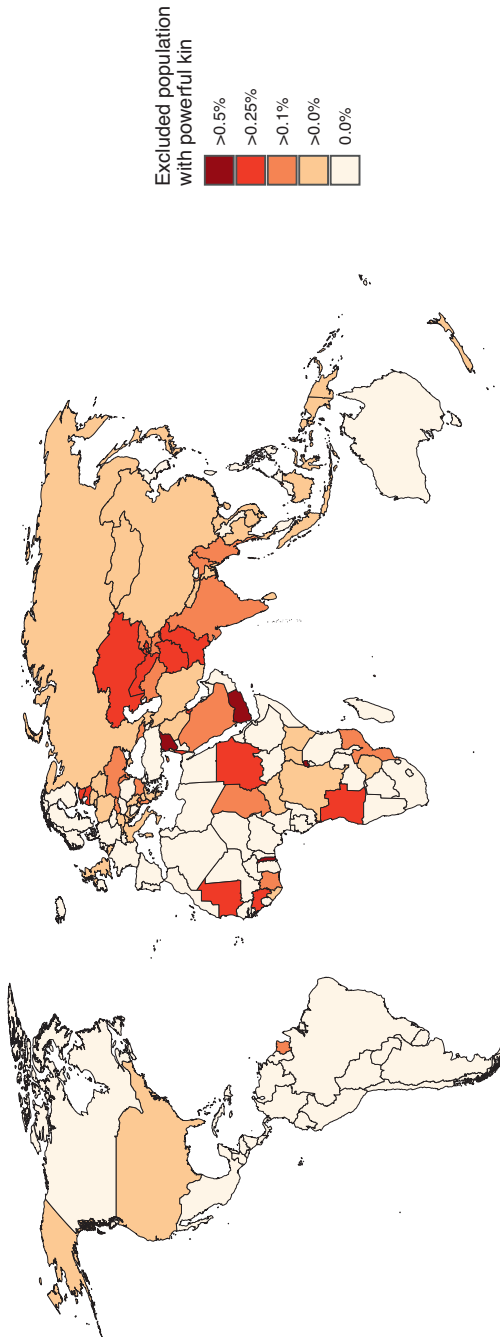 Excluded population
with powerful kin
>0.5%
>0.25%
>0.1%
>0.0%
0.0%